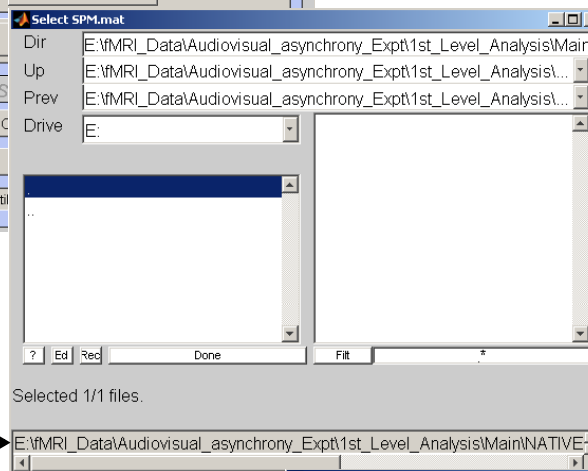 Select SPM.mat
Dir E:\fMRI_Data\Audiovisual_asynchrony_Expt\1st_Level_Analysis\Main
Up E:\fMRI_Data\Audiovisual_asynchrony_Expt\1st_Level_Analysis\...
Prev E:\fMRI_Data\Audiovisual_asynchrony_Expt\1st_Level_Analysis\...
Drive E:
.
..
? Ed Rec Done Filt .*
Selected 1/1 files.
E:\fMRI_Data\Audiovisual_asynchrony_Expt\1st_Level_Analysis\Main\NATIVE